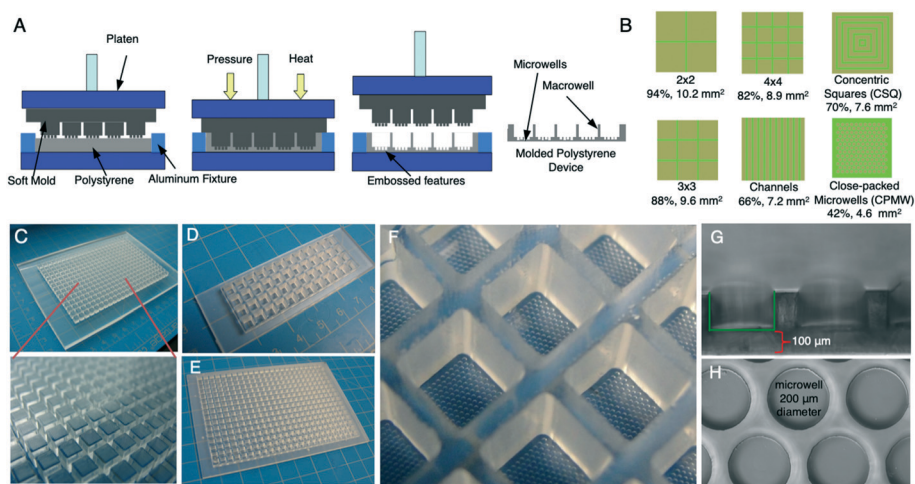 A
Platen
Pressure
Heat
Microwells
Macrowell
Soft Mold
Polystyrene
Aluminum Fixture
Embossed features
Molded Polystyrene
Device
B
2x2
94%, 10.2 mm²
4x4
82%, 8.9 mm²
Concentric
Squares (CSQ)
70%, 7.6 mm²
3x3
88%, 9.6 mm²
Channels
66%, 7.2 mm²
Close-packed
Microwells (CPMW)
42%, 4.6 mm²
C
D
E
F
G
100 µm
H
microwell
200 µm
diameter